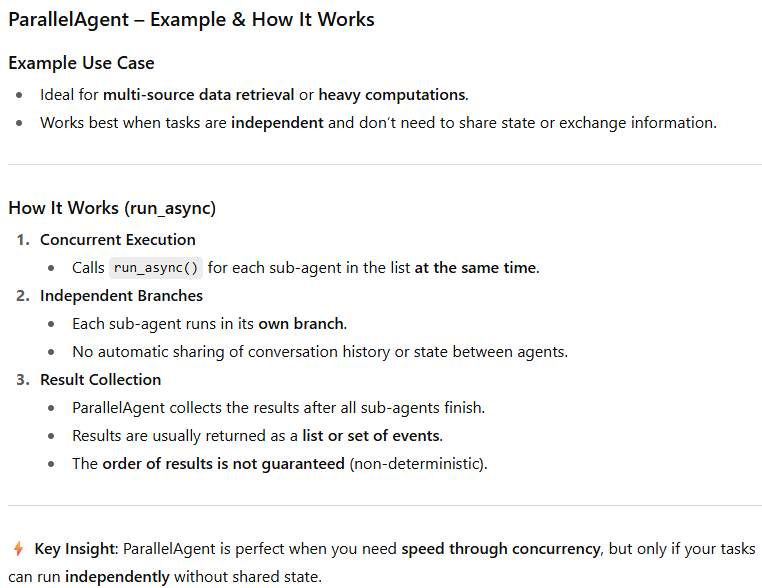 ParallelAgent – Example & How It Works
Example Use Case
• Ideal for multi-source data retrieval or heavy computations.
• Works best when tasks are independent and don't need to share state or exchange information.
How It Works (run_async)
1. Concurrent Execution
• Calls run_async() for each sub-agent in the list at the same time.
2. Independent Branches
• Each sub-agent runs in its own branch.
• No automatic sharing of conversation history or state between agents.
3. Result Collection
• ParallelAgent collects the results after all sub-agents finish.
• Results are usually returned as a list or set of events.
• The order of results is not guaranteed (non-deterministic).
⚡ Key Insight: ParallelAgent is perfect when you need speed through concurrency, but only if your tasks
can run independently without shared state.